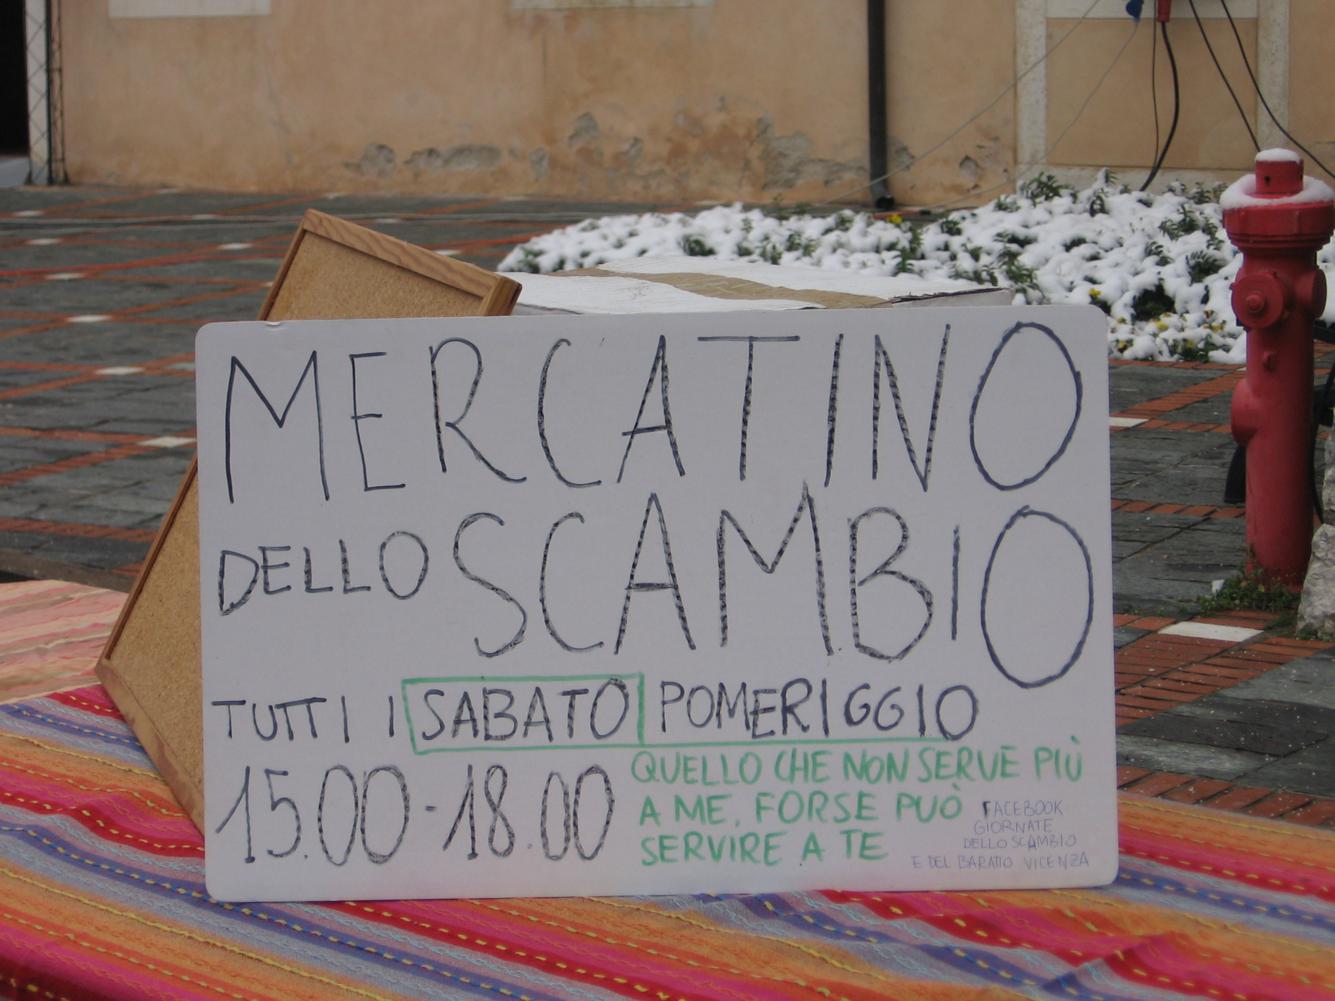 MERCATINO
DELLO SCAMBIO
TUTTI I SABATO POMERIGGIO
15.00-18.00
QUELLO CHE NON SERVE PIÙ
A ME, FORSE PUÒ
SERVIRE A TE
FACEBOOK
GIORNATE
DELLO SCAMBIO
E DEL BARATTO VICENZA